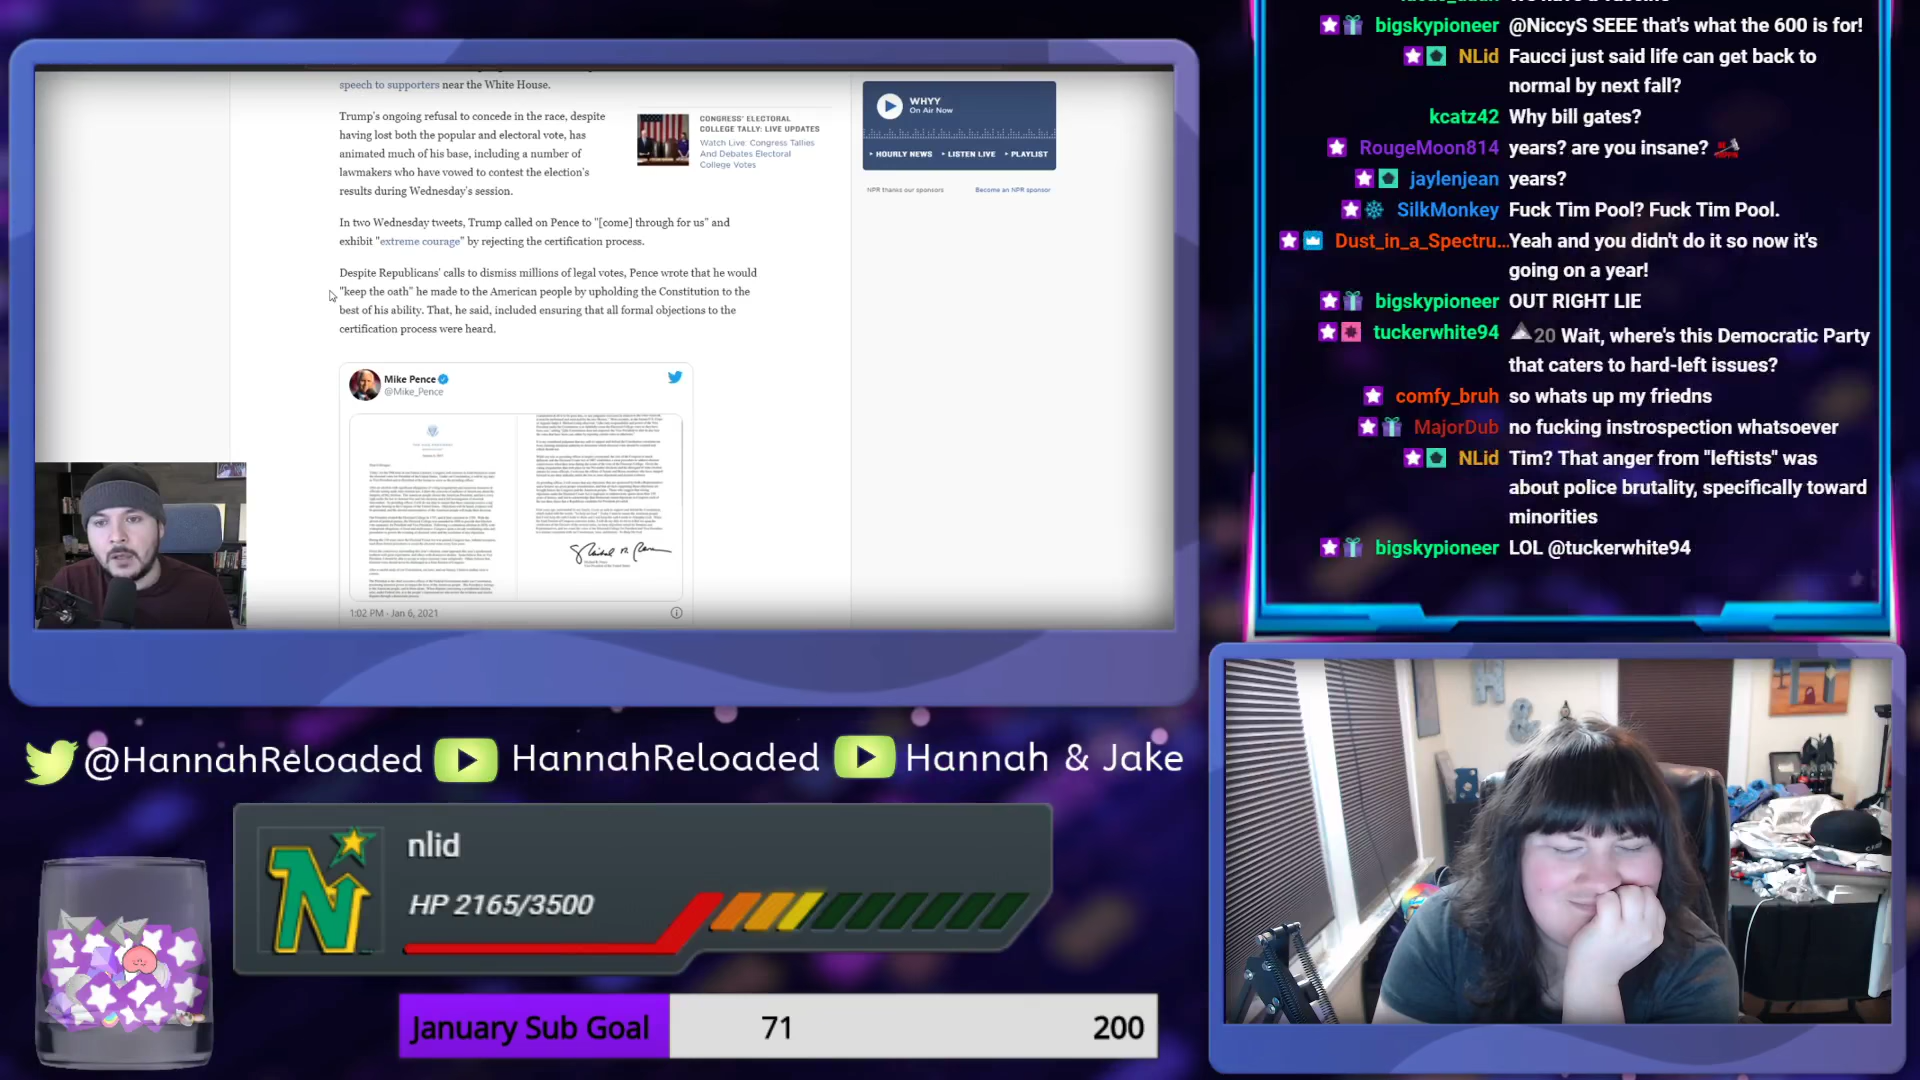 speech to supporters near the White House.
Trump's ongoing refusal to concede in the race, despite
having lost both the popular and electoral vote, has
animated much of his base, including a number of
lawmakers who have vowed to contest the election's
results during Wednesday's session.
CONGRESS' ELECTORAL
COLLEGE TALLY: LIVE UPDATES
Watch Live: Congress Tallies
And Debates Electoral
College Votes
In two Wednesday tweets, Trump called on Pence to "[come] through for us" and
exhibit "extreme courage" by rejecting the certification process.
Despite Republicans' calls to dismiss millions of legal votes, Pence wrote that he would
"keep the oath" he made to the American people by upholding the Constitution to the
best of his ability. That, he said, included ensuring that all formal objections to the
certification process were heard.
Mike Pence
@Mike_Pence
1:02 PM - Jan 6, 2021
WHYY
On Air Now
HOURLY NEWS
LISTEN LIVE
PLAYLIST
NPR thanks our sponsors
Become an NPR sponsor
bigskypioneer @NiccyS SEEE that's what the 600 is for!
NLid Faucci just said life can get back to
normal by next fall?
kcatz42 Why bill gates?
RougeMoon814 years? are you insane?
jaylenjean years?
SilkMonkey Fuck Tim Pool? Fuck Tim Pool.
Dust_in_a_Spectru... Yeah and you didn't do it so now it's
going on a year!
bigskypioneer OUT RIGHT LIE
tuckerwhite94 20 Wait, where's this Democratic Party
that caters to hard-left issues?
comfy_bruh so whats up my friedns
MajorDub no fucking instrospection whatsoever
NLid Tim? That anger from "leftists" was
about police brutality, specifically toward
minorities
bigskypioneer LOL @tuckerwhite94
@HannahReloaded HannahReloaded Hannah & Jake
nlid
HP 2165/3500
January Sub Goal 71 200
H
&